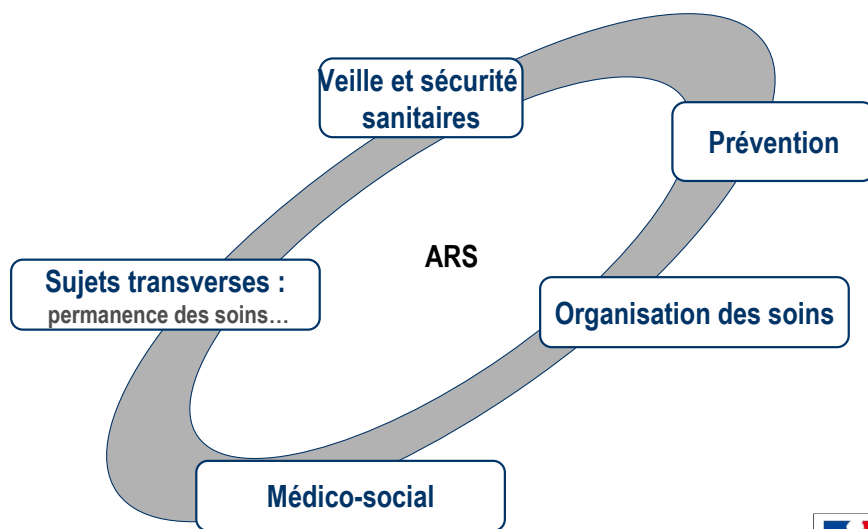 Veille et sécurité
sanitaires
Prévention
ARS
Sujets transverses :
permanence des soins…
Organisation des soins
Médico-social